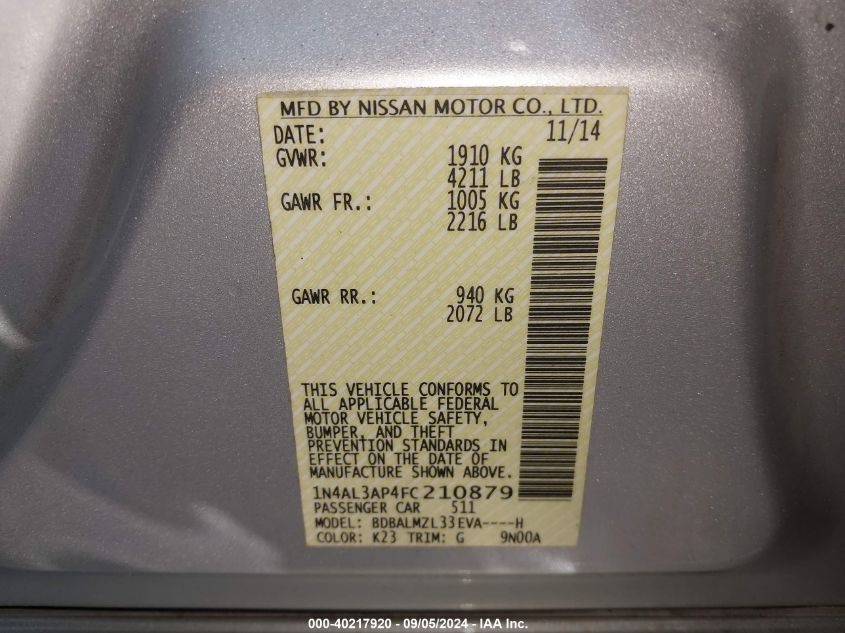 MFD BY NISSAN MOTOR CO., LTD.
DATE: 11/14
GVWR: 1910 KG
4211 LB
GAWR FR.: 1005 KG
2216 LB
GAWR RR.: 940 KG
2072 LB
THIS VEHICLE CONFORMS TO
ALL APPLICABLE FEDERAL
MOTOR VEHICLE SAFETY,
BUMPER, AND THEFT
PREVENTION STANDARDS IN
EFFECT ON THE DATE OF
MANUFACTURE SHOWN ABOVE.
1N4AL3AP4FC210879
PASSENGER CAR 511
MODEL: BDBALMZL33EVA----H
COLOR: K23 TRIM: G 9N00A
000-40217920 - 09/05/2024 - IAA Inc.